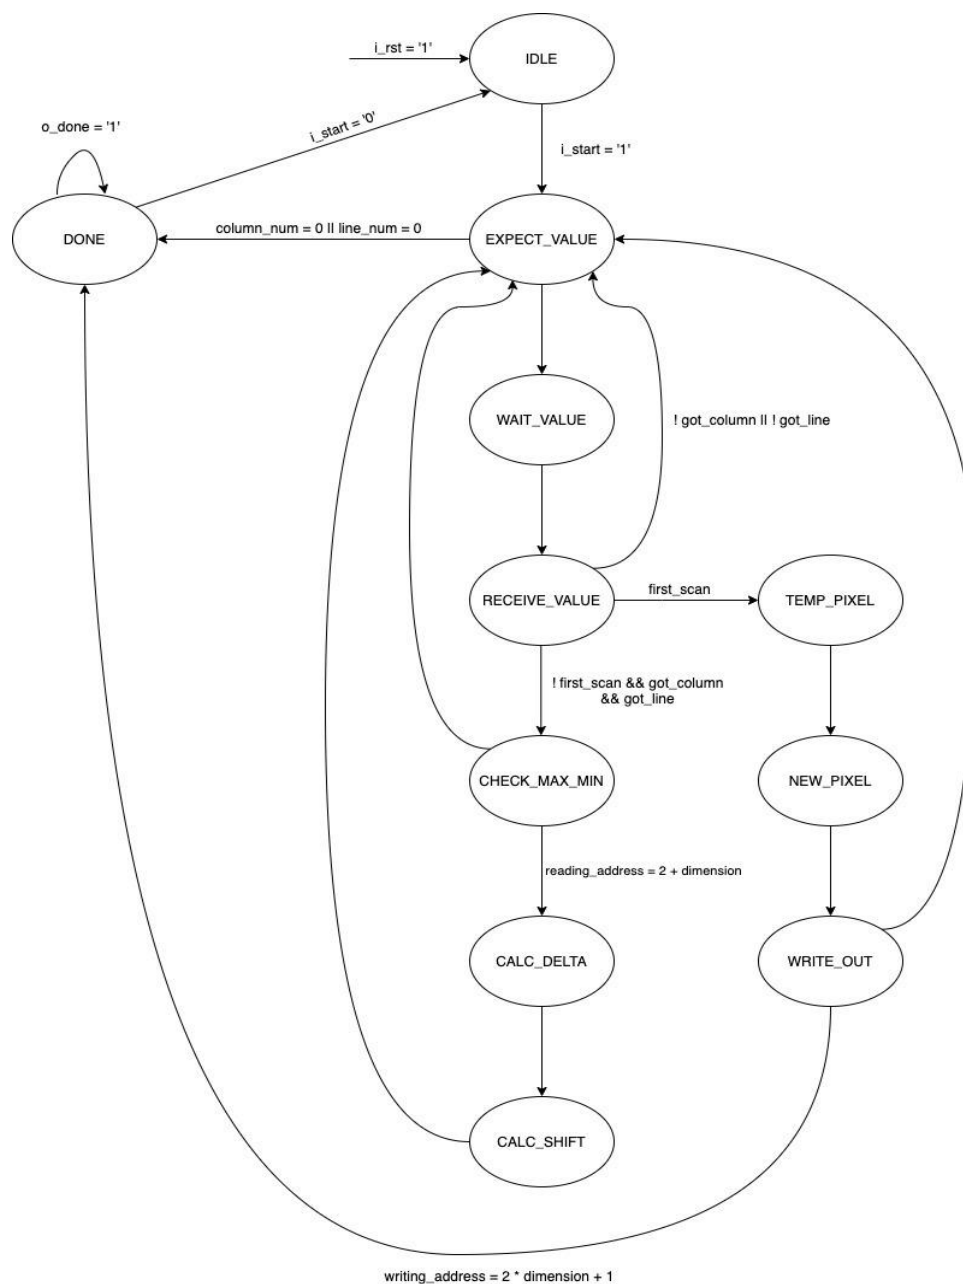 i_rst = '1'
IDLE
o_done = '1'
i_start = '0'
i_start = '1'
DONE
column_num = 0 || line_num = 0
EXPECT_VALUE
WAIT_VALUE
! got_column || ! got_line
RECEIVE_VALUE
first_scan
TEMP_PIXEL
! first_scan && got_column
&& got_line
CHECK_MAX_MIN
NEW_PIXEL
reading_address = 2 + dimension
CALC_DELTA
WRITE_OUT
CALC_SHIFT
writing_address = 2 * dimension + 1